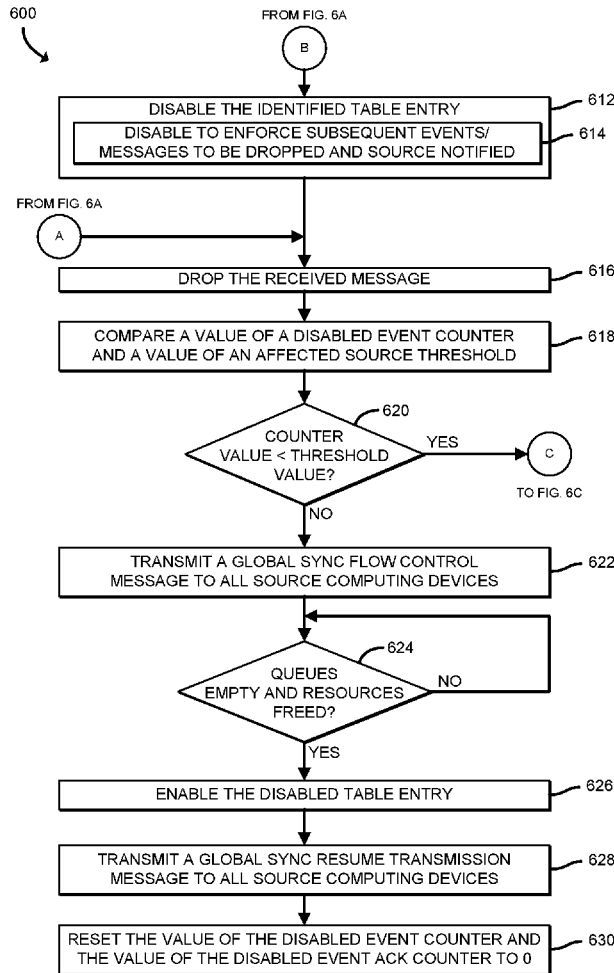 600
FROM FIG. 6A
B
DISABLE THE IDENTIFIED TABLE ENTRY
612
DISABLE TO ENFORCE SUBSEQUENT EVENTS/
MESSAGES TO BE DROPPED AND SOURCE NOTIFIED
614
FROM FIG. 6A
A
DROP THE RECEIVED MESSAGE
616
COMPARE A VALUE OF A DISABLED EVENT COUNTER
AND A VALUE OF AN AFFECTED SOURCE THRESHOLD
618
620
COUNTER
VALUE < THRESHOLD
VALUE?
YES
C
TO FIG. 6C
NO
TRANSMIT A GLOBAL SYNC FLOW CONTROL
MESSAGE TO ALL SOURCE COMPUTING DEVICES
622
624
QUEUES
EMPTY AND RESOURCES
FREED?
NO
YES
ENABLE THE DISABLED TABLE ENTRY
626
TRANSMIT A GLOBAL SYNC RESUME TRANSMISSION
MESSAGE TO ALL SOURCE COMPUTING DEVICES
628
RESET THE VALUE OF THE DISABLED EVENT COUNTER AND
THE VALUE OF THE DISABLED EVENT ACK COUNTER TO 0
630